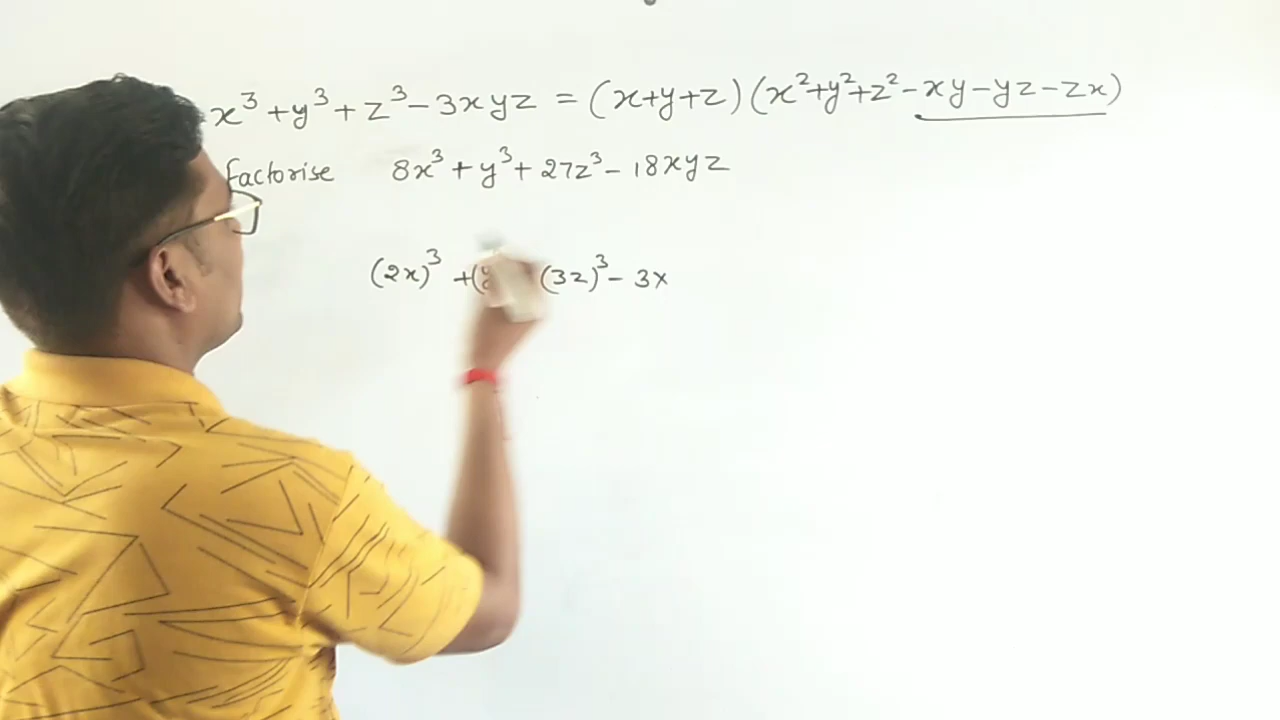 x³ + y³ + z³ - 3xyz = (x+y+z)(x²+y²+z²-xy-yz-zx)
Factorise 8x³ + y³ + 27z³ - 18xyz
(2x)³ +(y (3z)³ - 3x